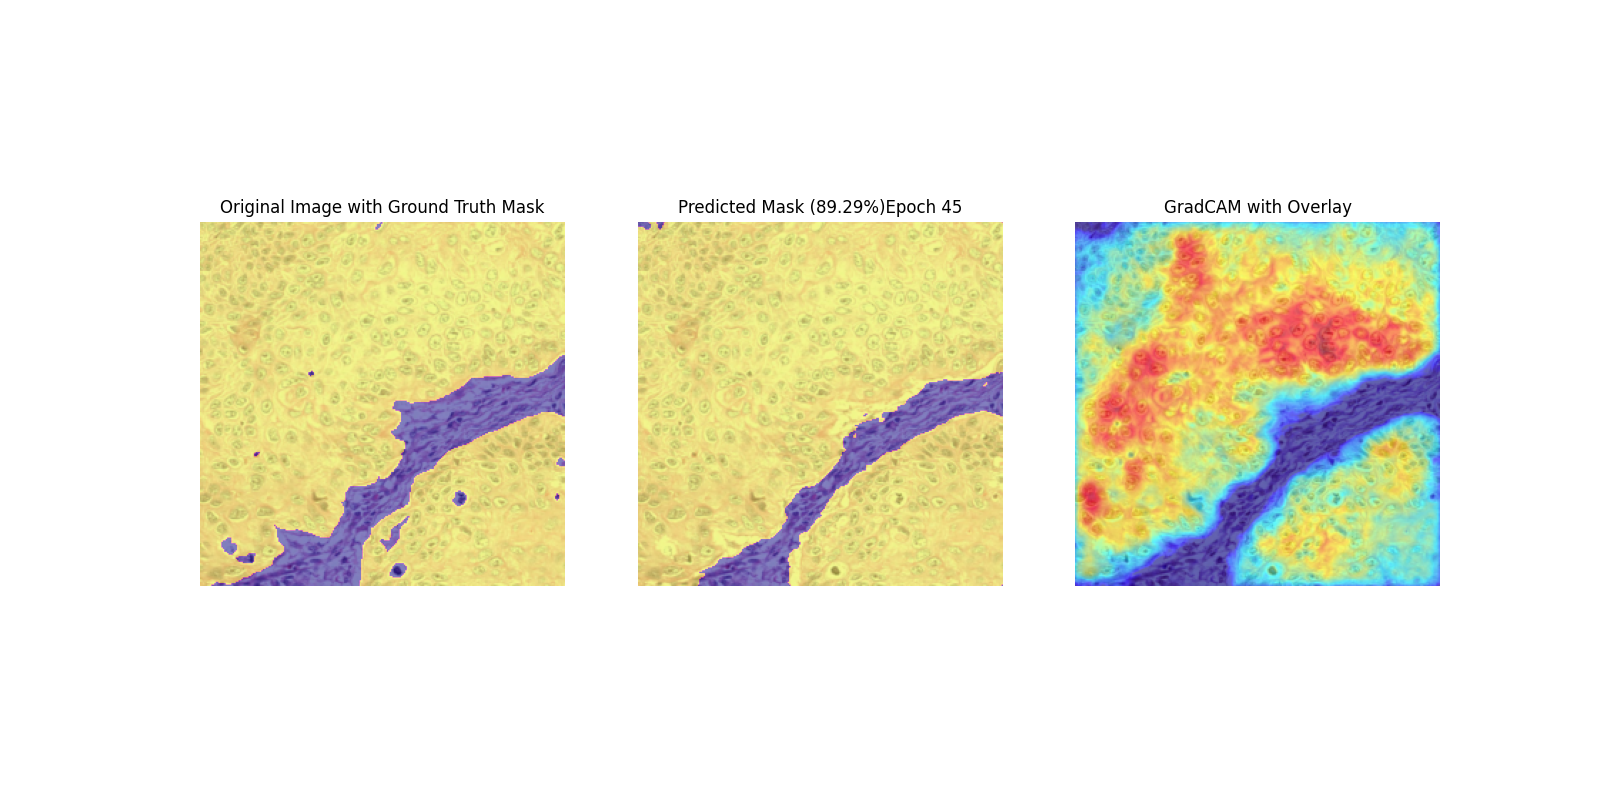 Original Image with Ground Truth Mask
Predicted Mask (89.29%)Epoch 45
GradCAM with Overlay